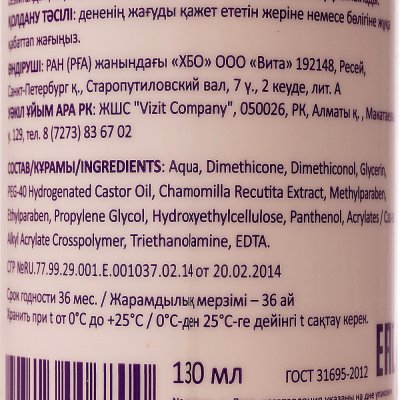 ҚОЛДАНУ ТӘСІЛІ: дененің жағуды қажет ететін жеріне немесе бөлігіне жұқа
қабаттап жағыңыз.
ӨНДІРУШІ: РАН (РҒА) жанындағы «ХБО» ООО «Вита» 192148, Ресей,
Санкт-Петербург қ., Старопутиловский вал, 7 ү., 2 кеуде, лит. А
УӘКІЛ ҰЙЫМ АРА РК: ЖШС "Vizit Company", 050026, РҚ, Алматы қ.,
ү. 129, тел. 8 (7273) 83 67 02
СОСТАВ/ҚҰРАМЫ/INGREDIENTS: Aqua, Dimethicone, Dimethiconol, Glycerin,
PEG-40 Hydrogenated Castor Oil, Chamomilla Recutita Extract, Methylparaben,
Ethylparaben, Propylene Glycol, Hydroxyethylcellulose, Panthenol, Acrylates /
Alkyl Acrylate Crosspolymer, Triethanolamine, EDTA.
СГР №RU.77.99.29.001.Е.001037.02.14 от 20.02.2014
Срок годности 36 мес. / Жарамдылық мерзімі – 36 ай
Хранить при t от 0°С до +25°С / 0°С-ден 25°С-ге дейінгі t сақтау керек.
130 мл
ГОСТ 31695-2012